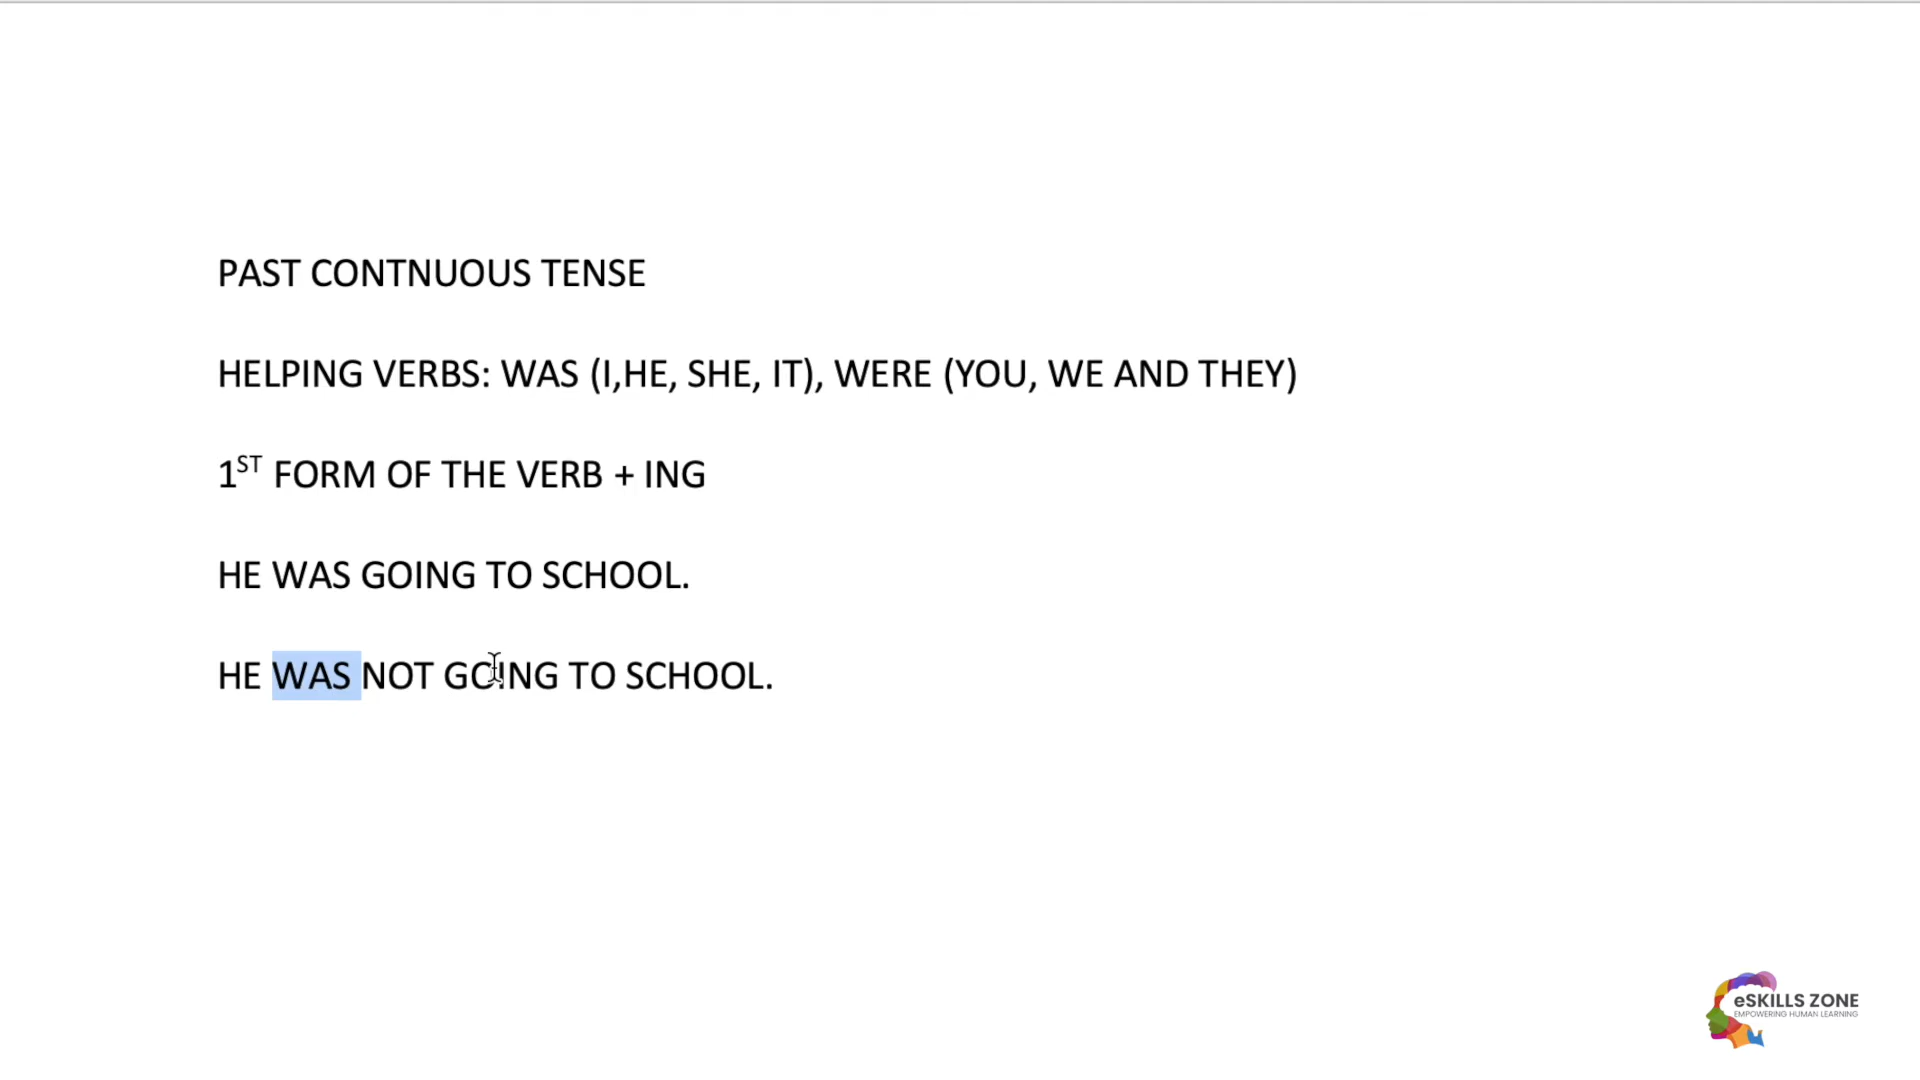 PAST CONTNUOUS TENSE
HELPING VERBS: WAS (I,HE, SHE, IT), WERE (YOU, WE AND THEY)
1ST FORM OF THE VERB + ING
HE WAS GOING TO SCHOOL.
HE WAS NOT GOING TO SCHOOL.
eSKILLS ZONE
EMPOWERING HUMAN LEARNING